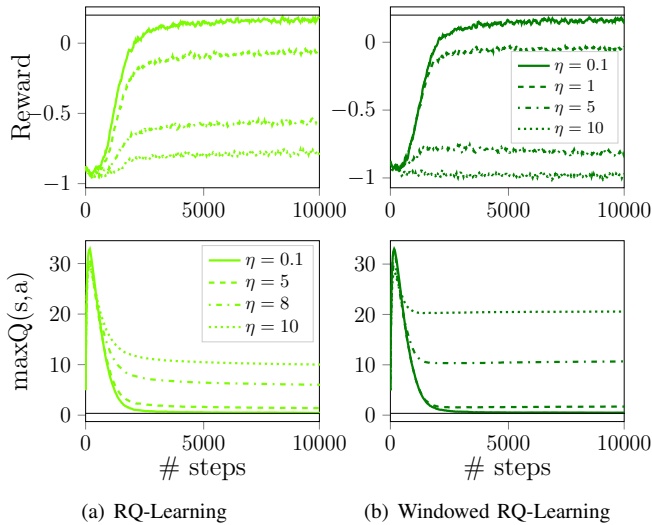 0
−0.5
−1
Reward
0 5000 10000
0
−0.5
−1
η = 0.1
η = 1
η = 5
η = 10
0 5000 10000
30
20
10
0
maxQ(s,a)
η = 0.1
η = 5
η = 8
η = 10
0 5000 10000
# steps
30
20
10
0
0 5000 10000
# steps
(a) RQ-Learning
(b) Windowed RQ-Learning